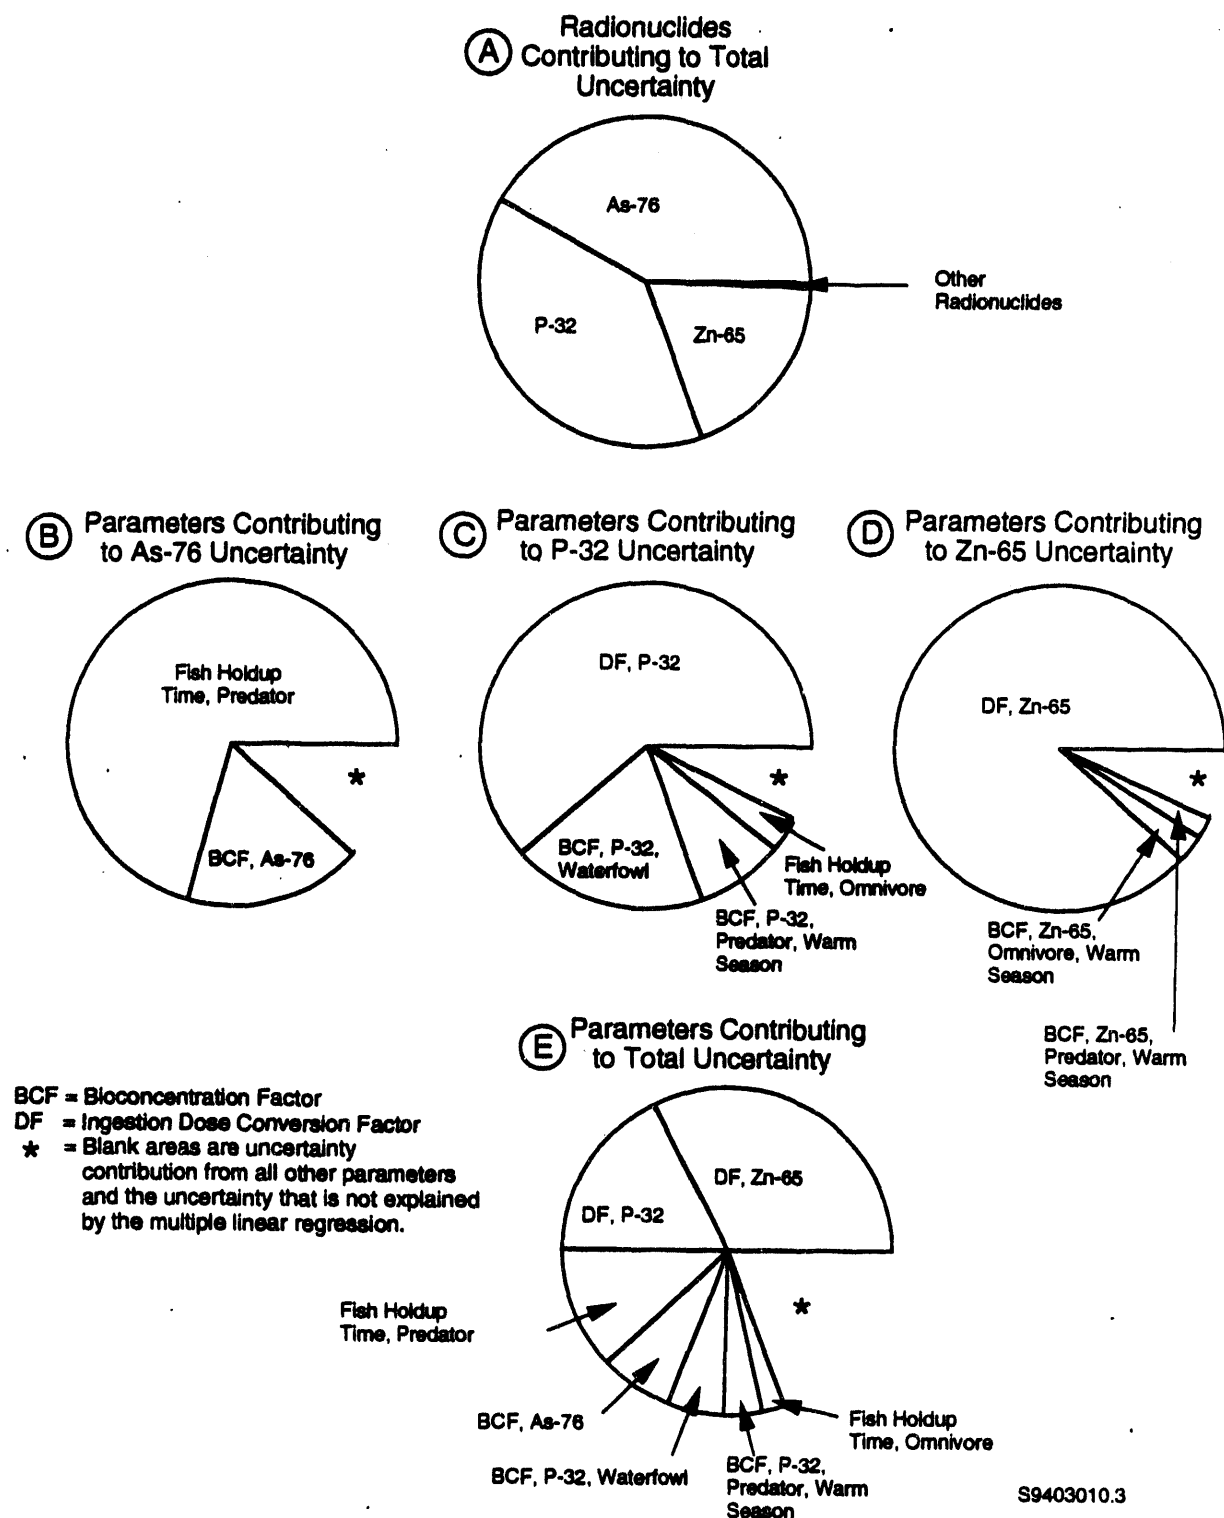 A
Radionuclides
Contributing to Total
Uncertainty
As-76
P-32
Zn-65
Other
Radionuclides
B
Parameters Contributing
to As-76 Uncertainty
Fish Holdup
Time, Predator
*
BCF, As-76
C
Parameters Contributing
to P-32 Uncertainty
DF, P-32
*
BCF, P-32,
Waterfowl
Fish Holdup
Time, Omnivore
BCF, P-32,
Predator, Warm
Season
D
Parameters Contributing
to Zn-65 Uncertainty
DF, Zn-65
*
BCF, Zn-65,
Omnivore, Warm
Season
BCF, Zn-65,
Predator, Warm
Season
E
Parameters Contributing
to Total Uncertainty
BCF = Bioconcentration Factor
DF = Ingestion Dose Conversion Factor
* = Blank areas are uncertainty
contribution from all other parameters
and the uncertainty that is not explained
by the multiple linear regression.
DF, Zn-65
DF, P-32
*
Fish Holdup
Time, Predator
BCF, As-76
BCF, P-32, Waterfowl
BCF, P-32,
Predator, Warm
Season
Fish Holdup
Time, Omnivore
S9403010.3